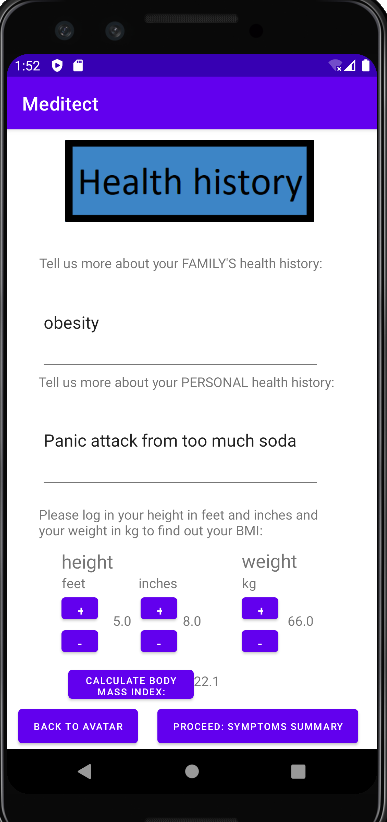 1:52
Meditect
Health history
Tell us more about your FAMILY'S health history:
obesity
Tell us more about your PERSONAL health history:
Panic attack from too much soda
Please log in your height in feet and inches and
your weight in kg to find out your BMI:
height weight
feet inches kg
+ + +
5.0 8.0 66.0
- - -
CALCULATE BODY
MASS INDEX: 22.1
BACK TO AVATAR PROCEED: SYMPTOMS SUMMARY